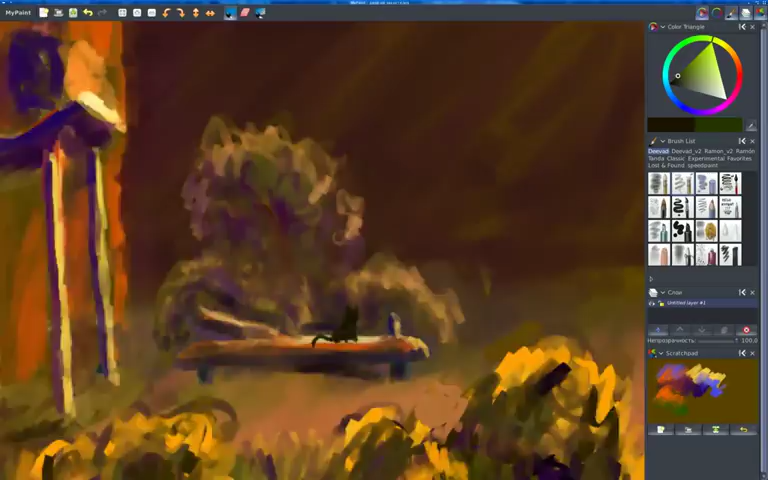 MyPaint
Color Triangle
Brush List
Deevad Deevad_v2 Ramon_v2 Ramón
Tanda Classic Experimental Favorites
Lost & Found speedpaint
Слои
Untitled layer #1
Непрозрачность: 100,0
Scratchpad